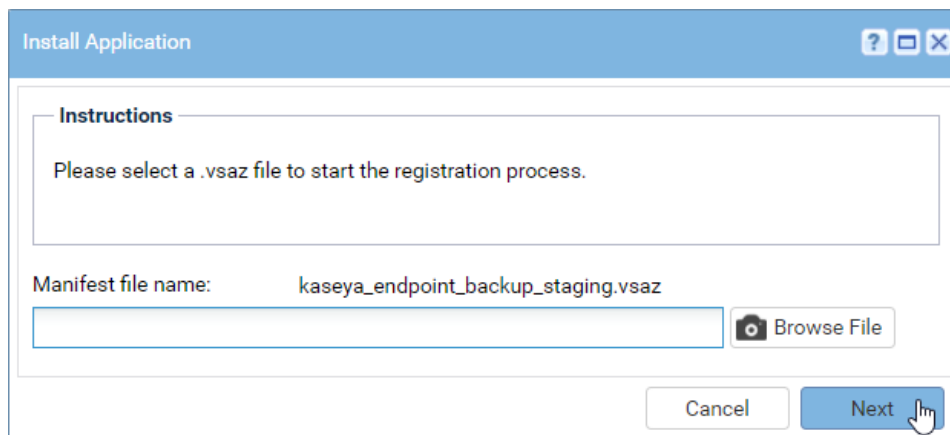 Install Application
Instructions
Please select a .vsaz file to start the registration process.
Manifest file name: kaseya_endpoint_backup_staging.vsaz
Browse File
Cancel Next